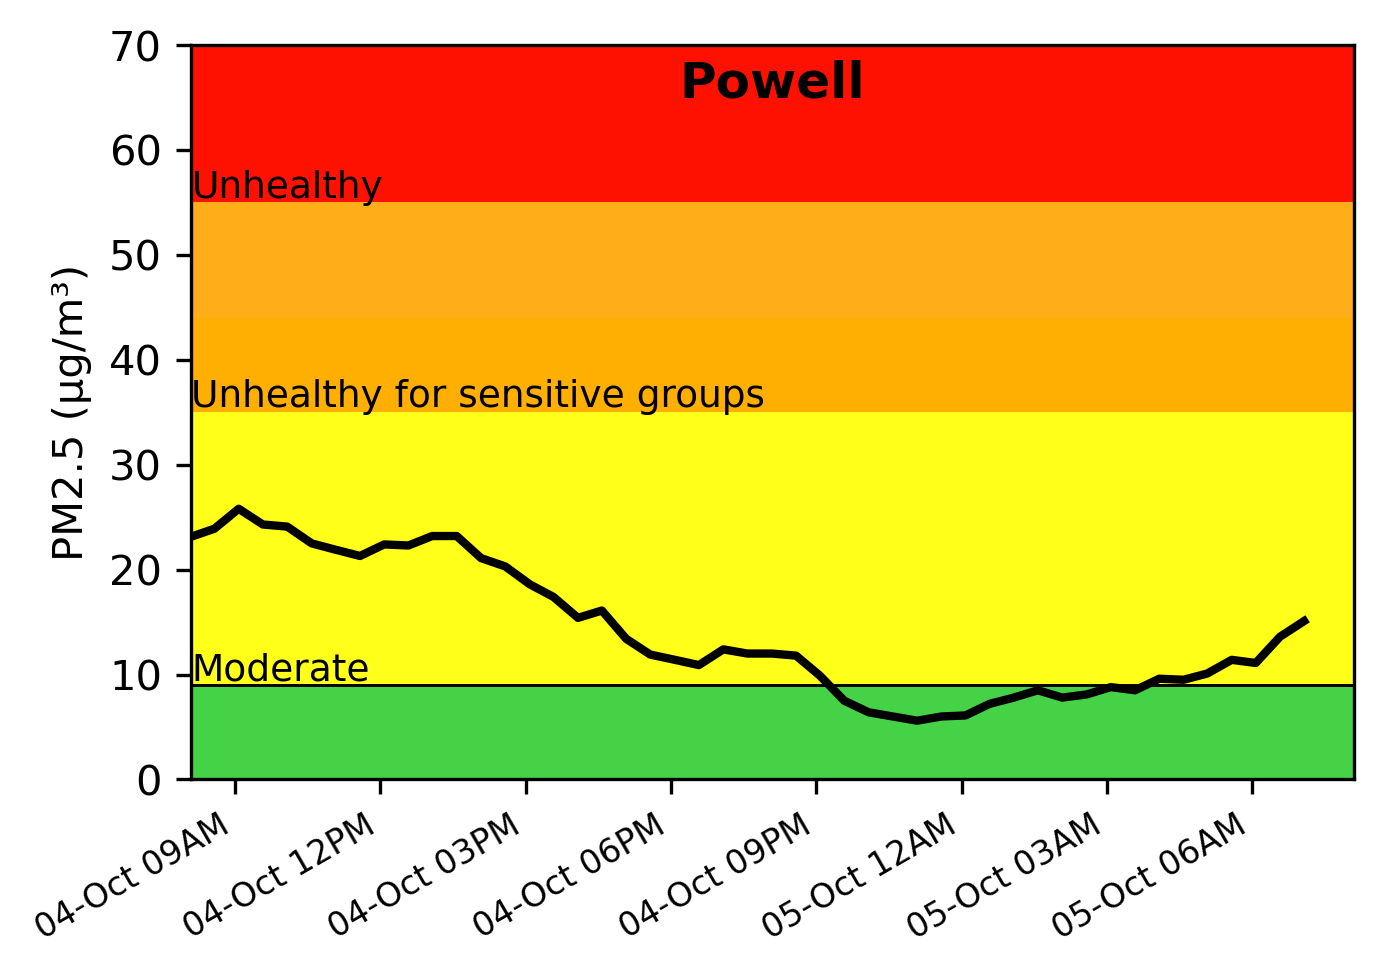 Powell
70
60
50
40
30
20
10
0
PM2.5 (µg/m³)
Unhealthy
Unhealthy for sensitive groups
Moderate
04-Oct 09AM
04-Oct 12PM
04-Oct 03PM
04-Oct 06PM
04-Oct 09PM
05-Oct 12AM
05-Oct 03AM
05-Oct 06AM